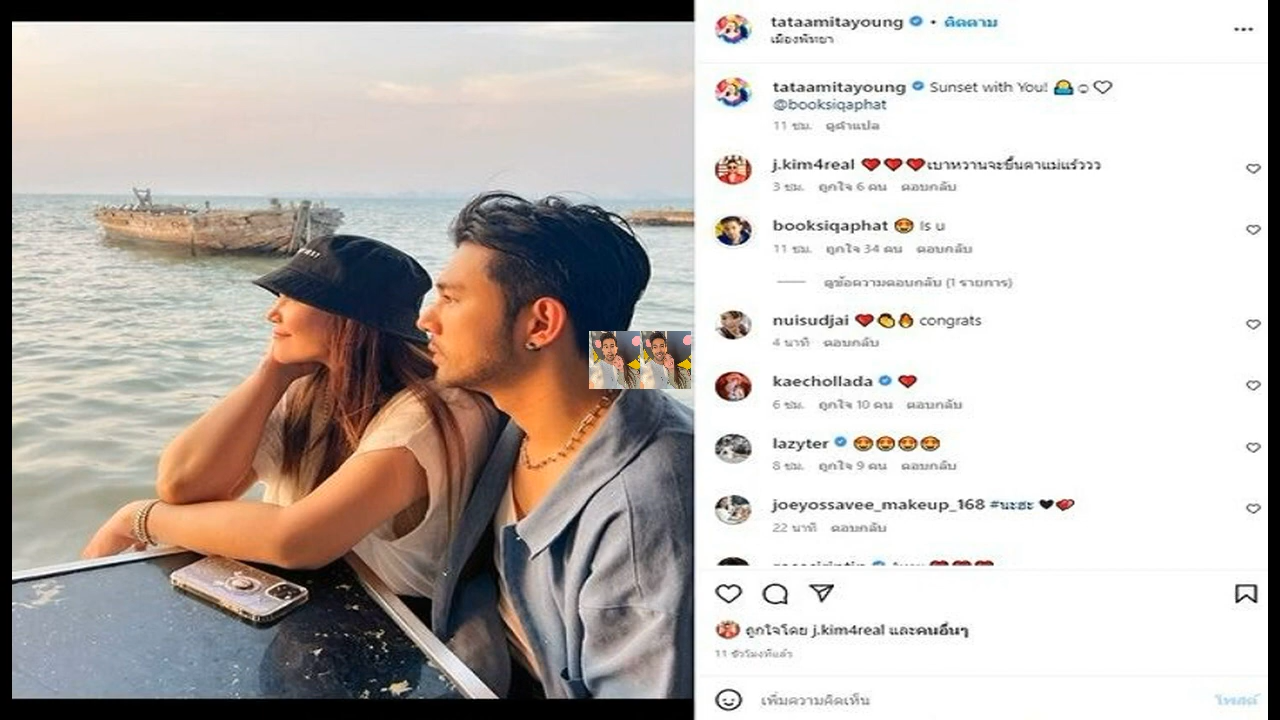 tataamitayoung • ติดตาม
เมืองพัทยา
tataamitayoung Sunset with You! 
@booksiqaphat
11 ชม. ดูคำแปล
j.kim4real ❤️❤️❤️เบาหวานจะขึ้นตาแม่แร้ววว
3 ชม. ถูกใจ 6 คน ตอบกลับ
booksiqaphat 🤩 Is u
11 ชม. ถูกใจ 34 คน ตอบกลับ
ดูข้อความตอบกลับ (1 รายการ)
nuisudjai ❤️👏🔥 congrats
4 นาที ตอบกลับ
kaechollada ❤️
6 ชม. ถูกใจ 10 คน ตอบกลับ
lazyter 😍😍😍😍
8 ชม. ถูกใจ 9 คน ตอบกลับ
joeyossavee_makeup_168 #นะฮะ 🖤💕
22 นาที ตอบกลับ
ถูกใจโดย j.kim4real และคนอื่นๆ
11 ชั่วโมงที่แล้ว
เพิ่มความคิดเห็น
โพสต์